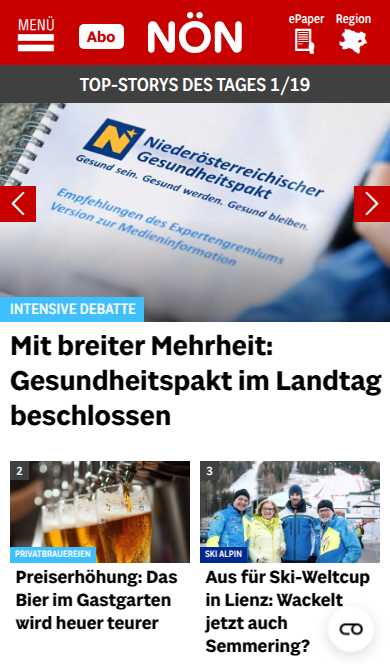 MENÜ
Abo
NÖN
ePaper
Region
TOP-STORYS DES TAGES 1/19
N
Niederösterreichischer
Gesundheitspakt
Gesund sein. Gesund werden. Gesund bleiben.
Empfehlungen des Expertengremiums
Version zur Medieninformation
INTENSIVE DEBATTE
Mit breiter Mehrheit:
Gesundheitspakt im Landtag
beschlossen
2
PRIVATBRAUEREIEN
Preiserhöhung: Das
Bier im Gastgarten
wird heuer teurer
3
SKI ALPIN
Aus für Ski-Weltcup
in Lienz: Wackelt
jetzt auch
Semmering?